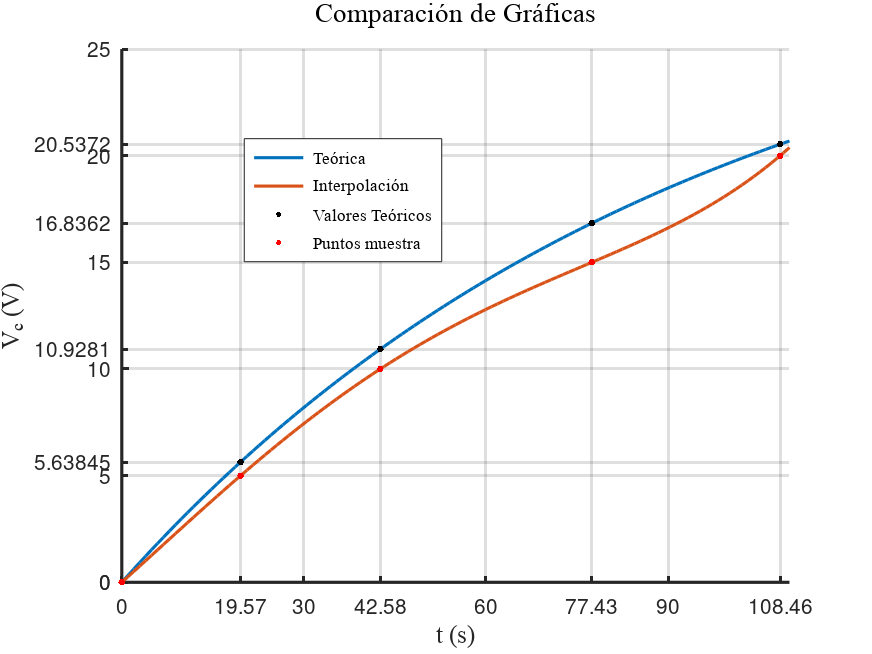 Comparación de Gráficas
25
20.5372
20
16.8362
15
10.9281
10
5.63845
5
0
V_c (V)
Teórica
Interpolación
Valores Teóricos
Puntos muestra
0 19.57 30 42.58 60 77.43 90 108.46
t (s)